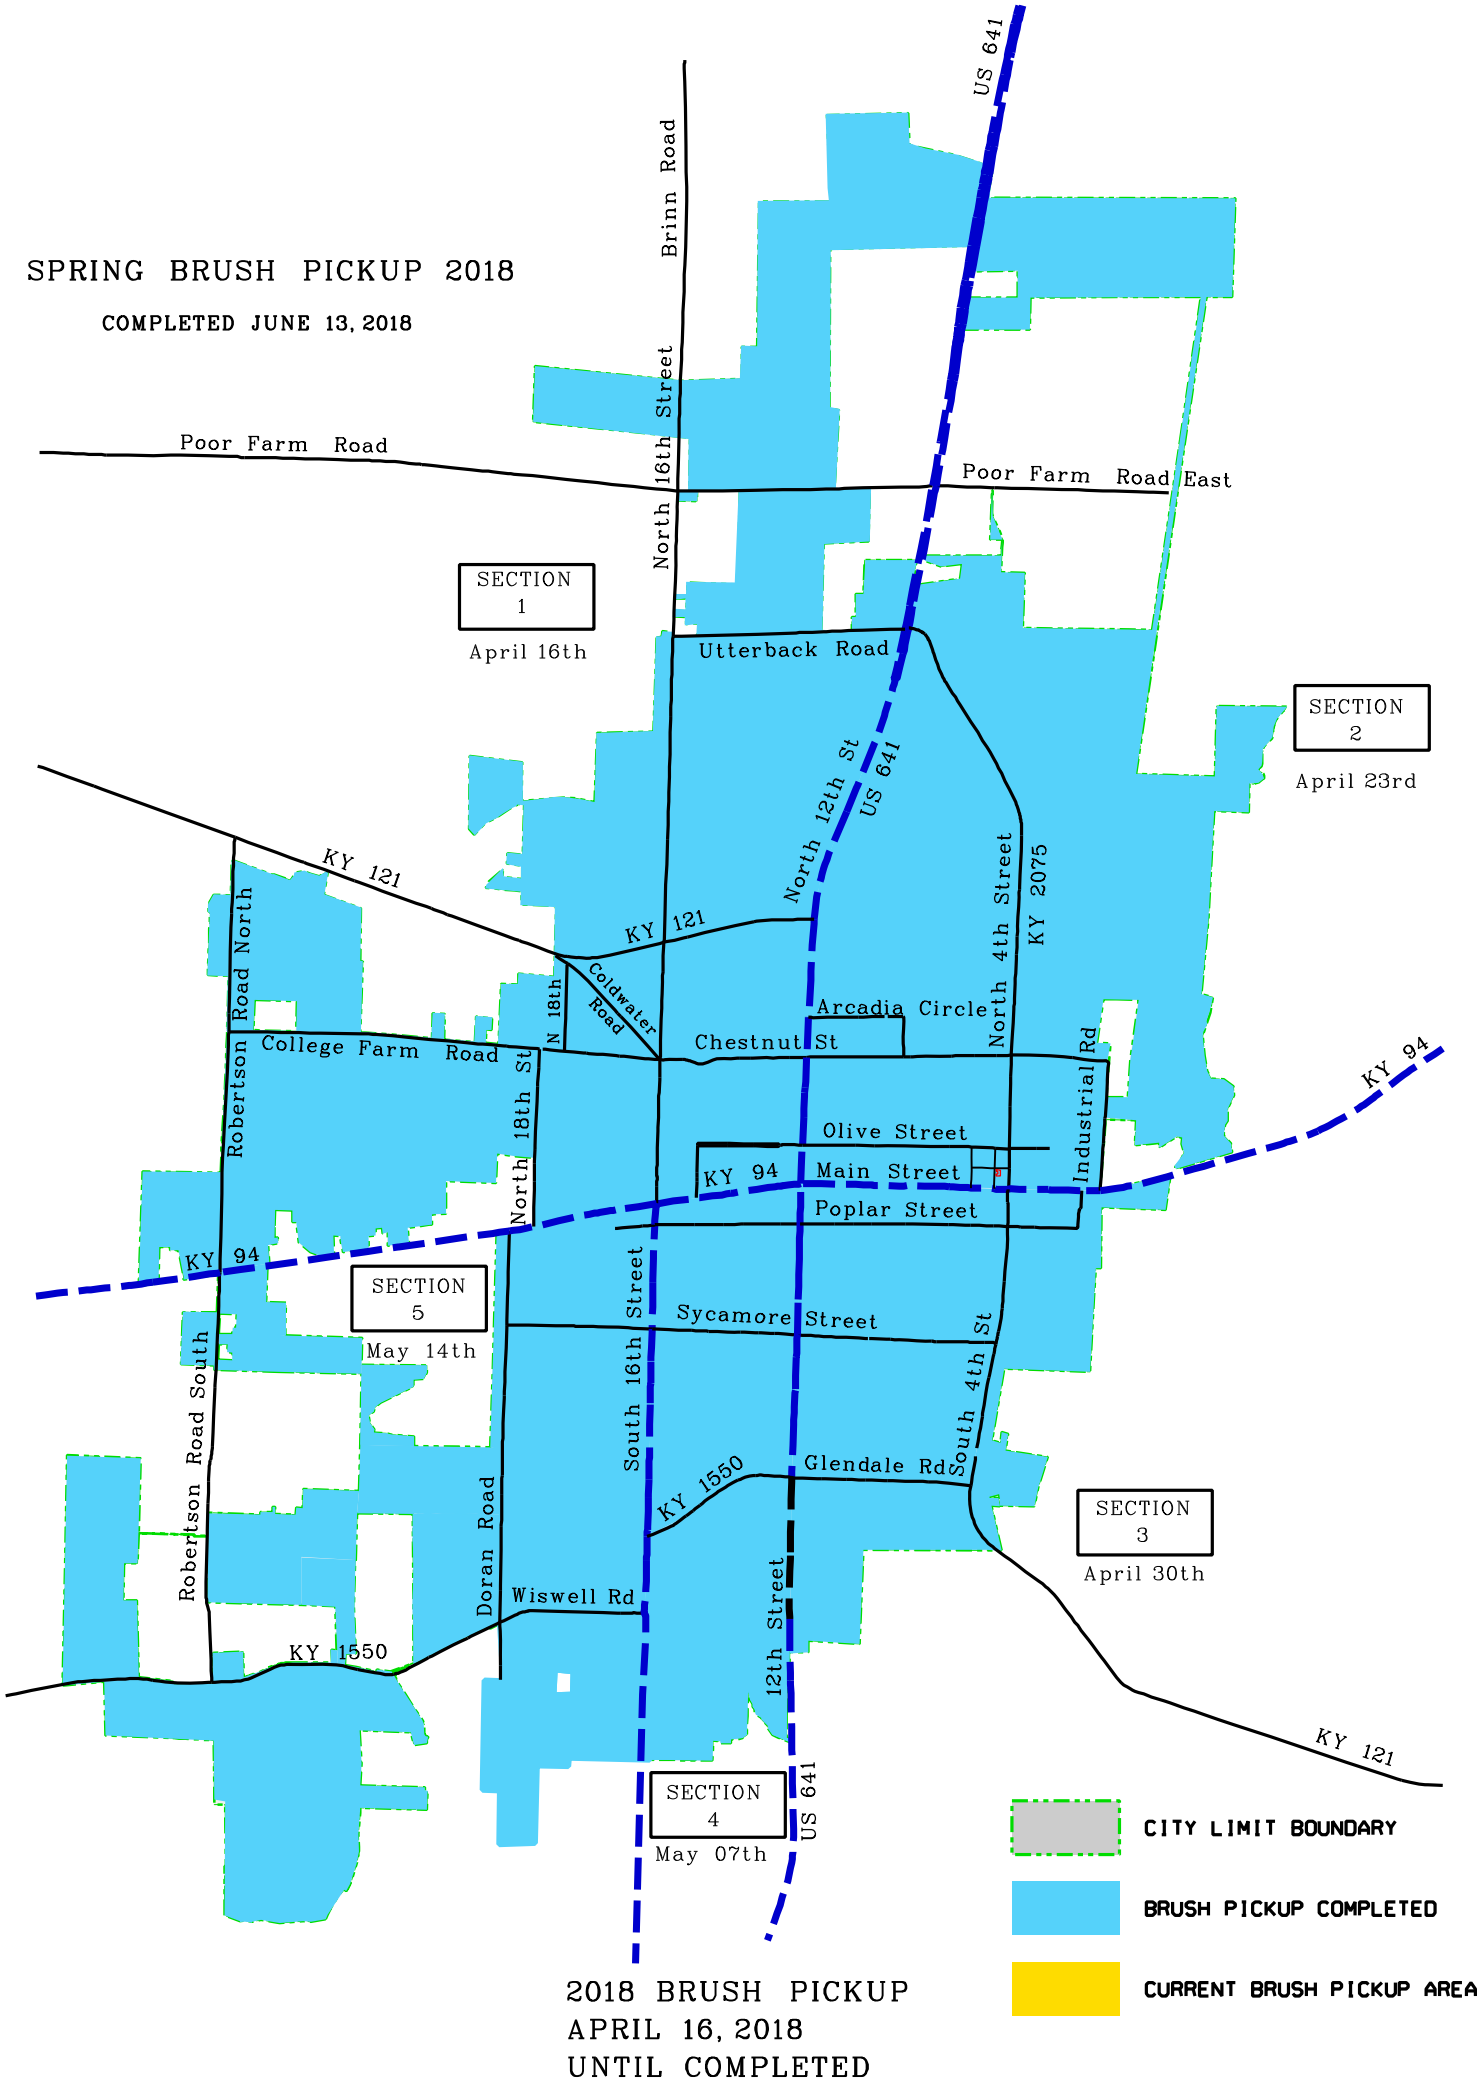 US 641
Brinn Road
SPRING BRUSH PICKUP 2018
COMPLETED JUNE 13, 2018
North 16th Street
Poor Farm Road
Poor Farm Road East
SECTION
1
April 16th
Utterback Road
SECTION
2
April 23rd
North 12th St
US 641
KY 121
North 4th Street
KY 2075
KY 121
Robertson Road North
Coldwater
Road
N 18th
Arcadia Circle
Chestnut St
College Farm Road
North 18th St
Industrial Rd
KY 94
Olive Street
KY 94
Main Street
Poplar Street
KY 94
SECTION
5
May 14th
South 16th Street
Sycamore Street
South 4th St
Robertson Road South
Glendale Rd
KY 1550
SECTION
3
April 30th
Doran Road
Wiswell Rd
12th Street
KY 1550
KY 121
SECTION
4
May 07th
US 641
CITY LIMIT BOUNDARY
BRUSH PICKUP COMPLETED
CURRENT BRUSH PICKUP AREA
2018 BRUSH PICKUP
APRIL 16, 2018
UNTIL COMPLETED